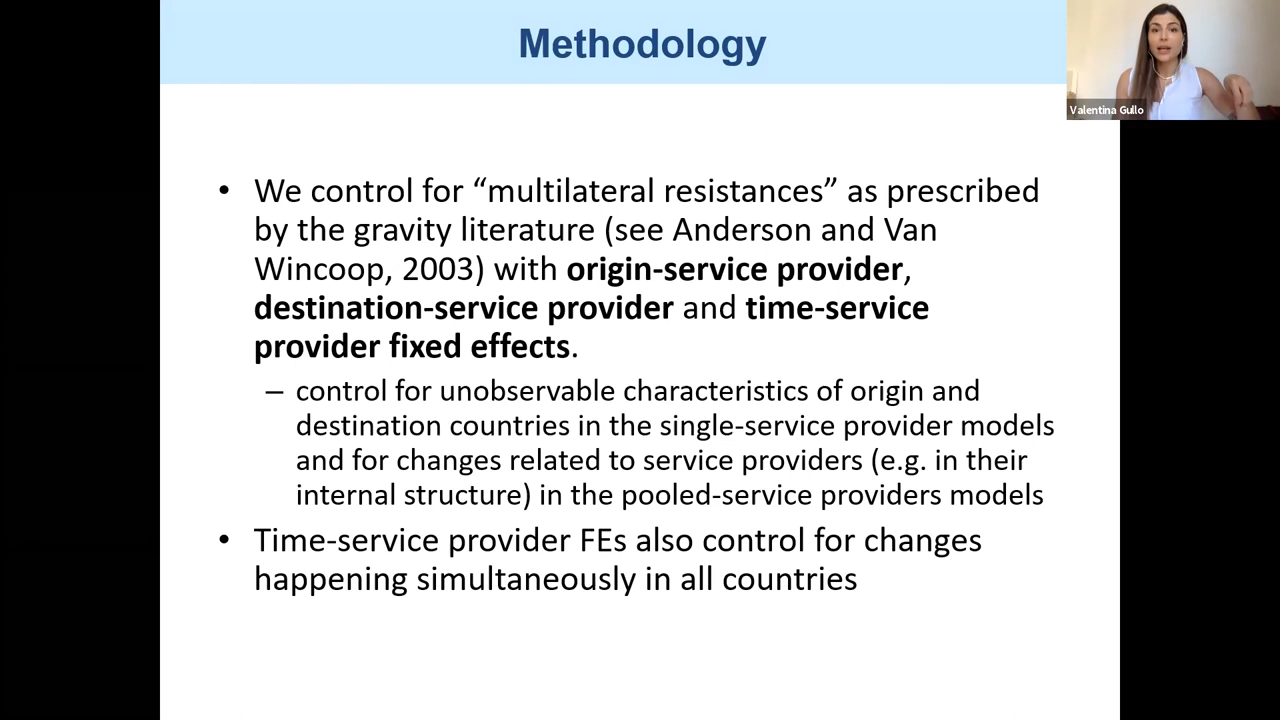 Methodology
Valentina Gullo
• We control for “multilateral resistances” as prescribed
by the gravity literature (see Anderson and Van
Wincoop, 2003) with origin-service provider,
destination-service provider and time-service
provider fixed effects.
– control for unobservable characteristics of origin and
destination countries in the single-service provider models
and for changes related to service providers (e.g. in their
internal structure) in the pooled-service providers models
• Time-service provider FEs also control for changes
happening simultaneously in all countries